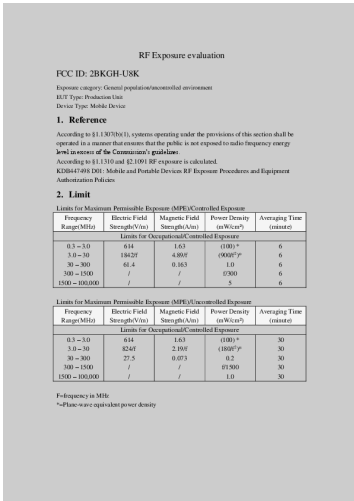 RF Exposure evaluation
FCC ID: 2BKGH-U8K
Exposure category: General population/uncontrolled environment
EUT Type: Production Unit
Device Type: Mobile Device
1. Reference
According to §1.1307(b)(1), systems operating under the provisions of this section shall be
operated in a manner that ensures that the public is not exposed to radio frequency energy
level in excess of the Commission's guidelines.
According to §1.1310 and §2.1091 RF exposure is calculated.
KDB447498 D01: Mobile and Portable Devices RF Exposure Procedures and Equipment
Authorization Policies
2. Limit
Limits for Maximum Permissible Exposure (MPE)/Controlled Exposure
Frequency Electric Field Magnetic Field Power Density Averaging Time
Range(MHz) Strength(V/m) Strength(A/m) (mW/cm²) (minute)
Limits for Occupational/Controlled Exposure
0.3 – 3.0 614 1.63 (100) * 6
3.0 – 30 1842/f 4.89/f (900/f²)* 6
30 – 300 61.4 0.163 1.0 6
300 – 1500 / / f/300 6
1500 – 100,000 / / 5 6
Limits for Maximum Permissible Exposure (MPE)/Uncontrolled Exposure
Frequency Electric Field Magnetic Field Power Density Averaging Time
Range(MHz) Strength(V/m) Strength(A/m) (mW/cm²) (minute)
Limits for Occupational/Controlled Exposure
0.3 – 3.0 614 1.63 (100) * 30
3.0 – 30 824/f 2.19/f (180/f²)* 30
30 – 300 27.5 0.073 0.2 30
300 – 1500 / / f/1500 30
1500 – 100,000 / / 1.0 30
F=frequency in MHz
*=Plane-wave equivalent power density